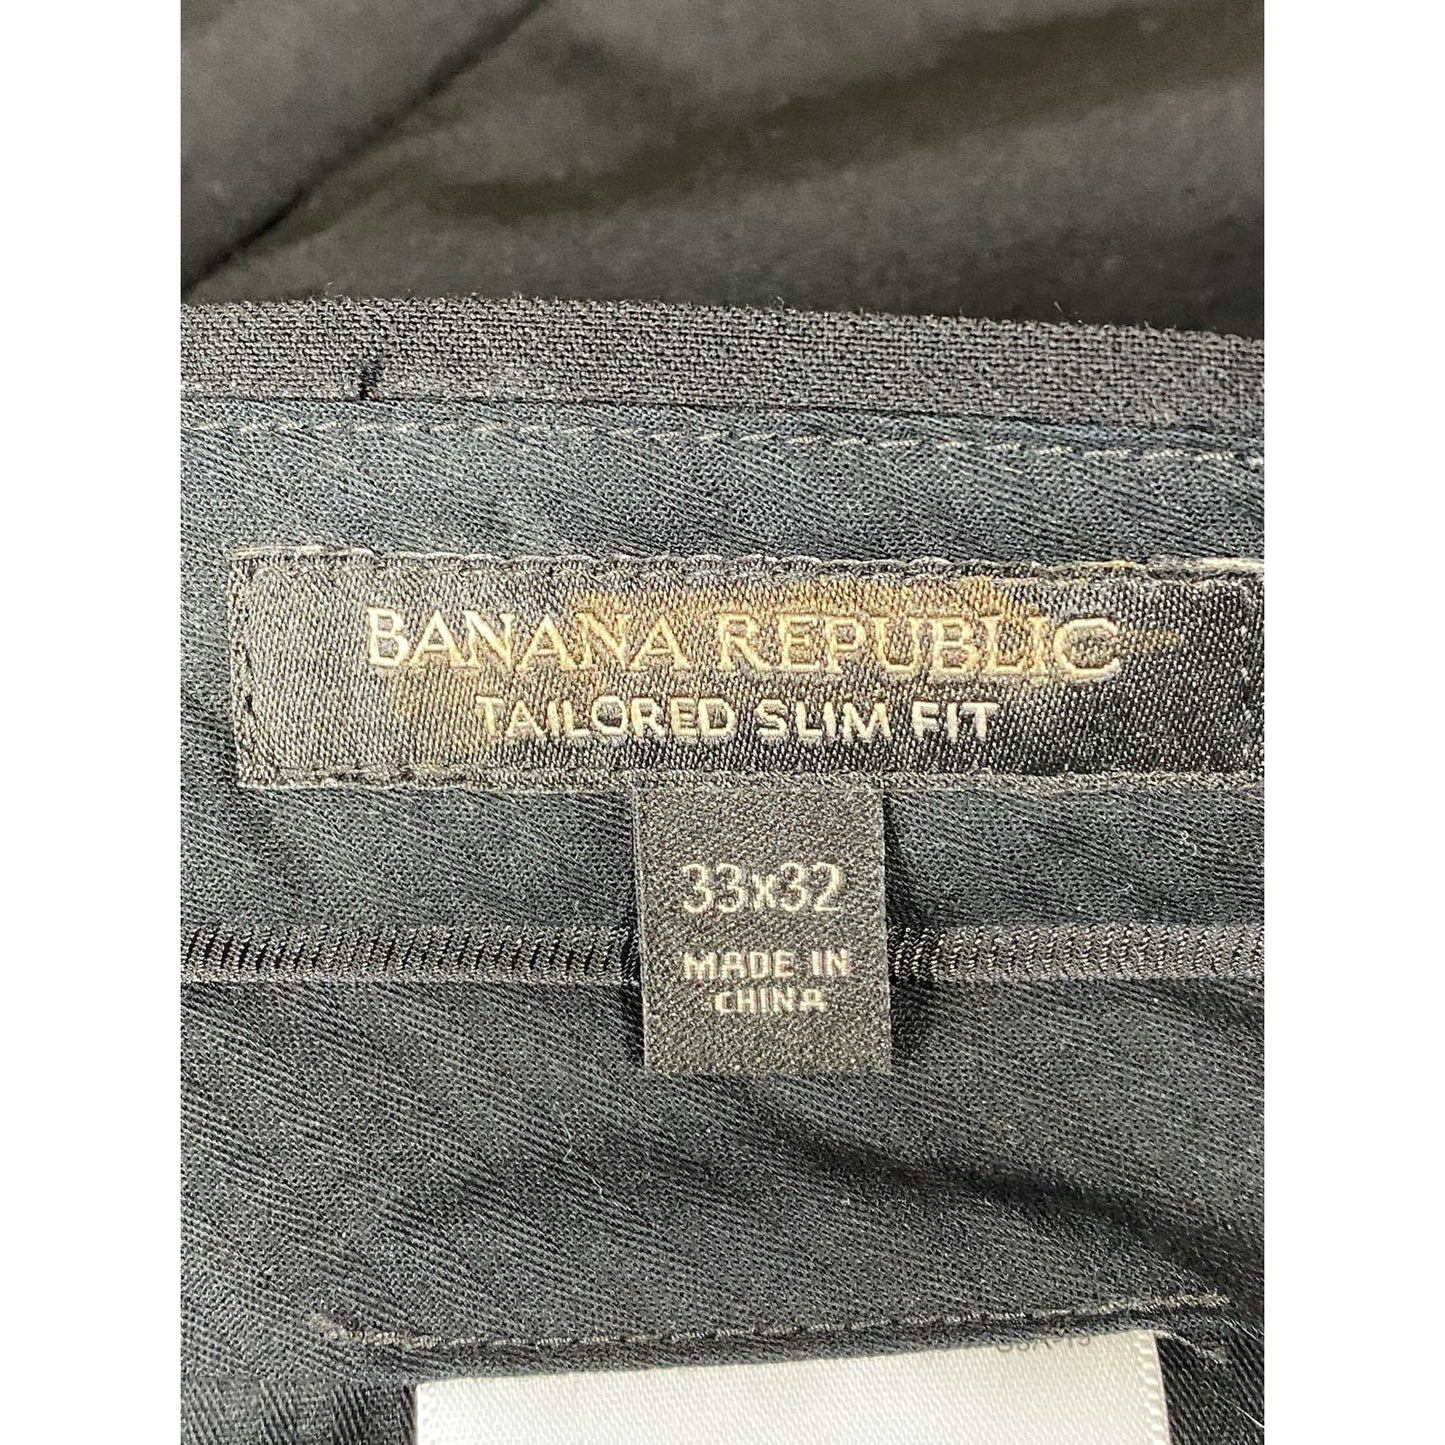 BANANA REPUBLIC
TAILORED SLIM FIT
33x32
MADE IN
CHINA